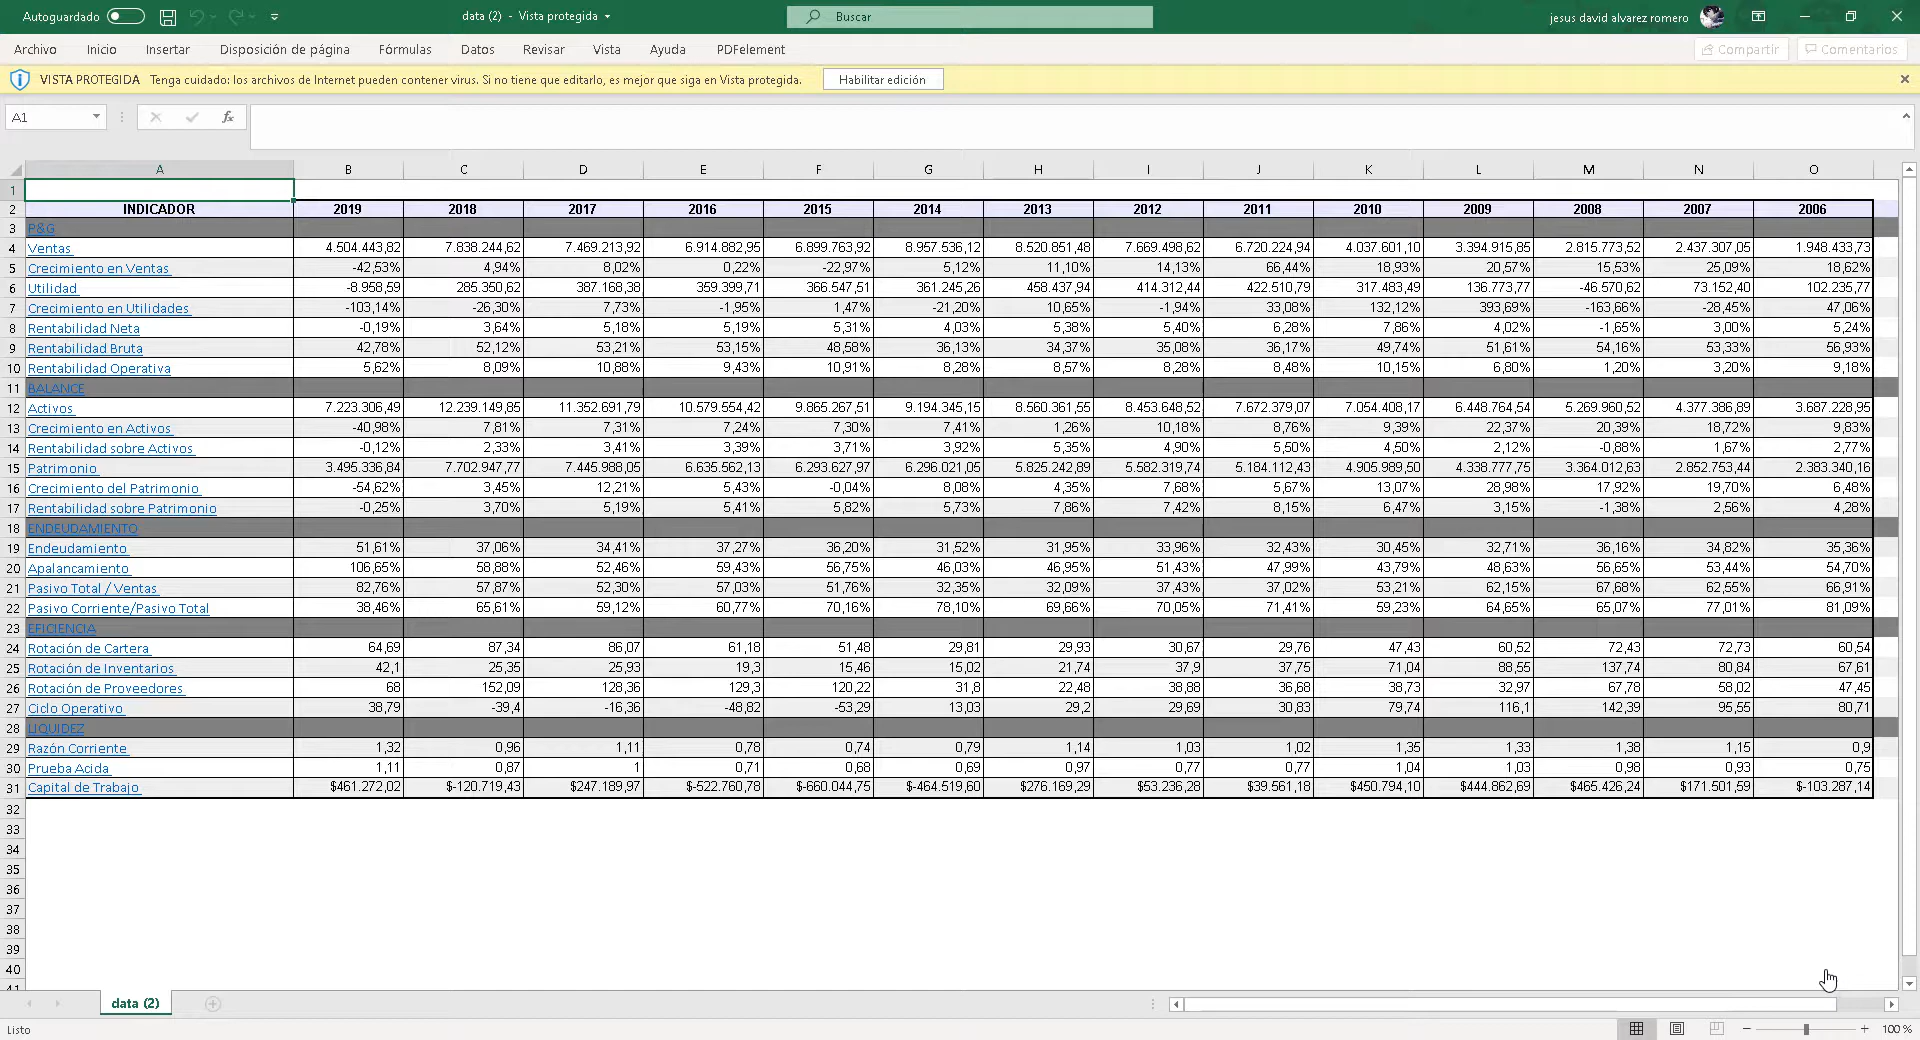 Autoguardado
data (2) - Vista protegida
Buscar
jesus david alvarez romero
Archivo Inicio Insertar Disposición de página Fórmulas Datos Revisar Vista Ayuda PDFelement
Compartir Comentarios
VISTA PROTEGIDA Tenga cuidado: los archivos de Internet pueden contener virus. Si no tiene que editarlo, es mejor que siga en Vista protegida. Habilitar edición
A1 fx
A B C D E F G H I J K L M N O
1
2 INDICADOR 2019 2018 2017 2016 2015 2014 2013 2012 2011 2010 2009 2008 2007 2006
3 P&G
4 Ventas 4.504.443,82 7.838.244,62 7.469.213,92 6.914.882,95 6.899.763,92 8.957.536,12 8.520.851,48 7.669.498,62 6.720.224,94 4.037.601,10 3.394.915,85 2.815.773,52 2.437.307,05 1.948.433,73
5 Crecimiento en Ventas -42,53% 4,94% 8,02% 0,22% -22,97% 5,12% 11,10% 14,13% 66,44% 18,93% 20,57% 15,53% 25,09% 18,62%
6 Utilidad -8.958,59 285.350,62 387.168,38 359.399,71 366.547,51 361.245,26 458.437,94 414.312,44 422.510,79 317.483,49 136.773,77 -46.570,62 73.152,40 102.235,77
7 Crecimiento en Utilidades -103,14% -26,30% 7,73% -1,95% 1,47% -21,20% 10,65% -1,94% 33,08% 132,12% 393,69% -163,66% -28,45% 47,06%
8 Rentabilidad Neta -0,19% 3,64% 5,18% 5,19% 5,31% 4,03% 5,38% 5,40% 6,28% 7,86% 4,02% -1,65% 3,00% 5,24%
9 Rentabilidad Bruta 42,78% 52,12% 53,21% 53,15% 48,58% 36,13% 34,37% 35,08% 36,17% 49,74% 51,61% 54,16% 53,33% 56,93%
10 Rentabilidad Operativa 5,62% 8,09% 10,88% 9,43% 10,91% 8,28% 8,57% 8,28% 8,48% 10,15% 6,80% 1,20% 3,20% 9,18%
11 BALANCE
12 Activos 7.223.306,49 12.239.149,85 11.352.691,79 10.579.554,42 9.865.267,51 9.194.345,15 8.560.361,55 8.453.648,52 7.672.379,07 7.054.408,17 6.448.764,54 5.269.960,52 4.377.386,89 3.687.228,95
13 Crecimiento en Activos -40,98% 7,81% 7,31% 7,24% 7,30% 7,41% 1,26% 10,18% 8,76% 9,39% 22,37% 20,39% 18,72% 9,83%
14 Rentabilidad sobre Activos -0,12% 2,33% 3,41% 3,39% 3,71% 3,92% 5,35% 4,90% 5,50% 4,50% 2,12% -0,88% 1,67% 2,77%
15 Patrimonio 3.495.336,84 7.702.947,77 7.445.988,05 6.635.562,13 6.293.627,97 6.296.021,05 5.825.242,89 5.582.319,74 5.184.112,43 4.905.989,50 4.338.777,75 3.364.012,63 2.852.753,44 2.383.340,16
16 Crecimiento del Patrimonio -54,62% 3,45% 12,21% 5,43% -0,04% 8,08% 4,35% 7,68% 5,67% 13,07% 28,98% 17,92% 19,70% 6,48%
17 Rentabilidad sobre Patrimonio -0,25% 3,70% 5,19% 5,41% 5,82% 5,73% 7,86% 7,42% 8,15% 6,47% 3,15% -1,38% 2,56% 4,28%
18 ENDEUDAMIENTO
19 Endeudamiento 51,61% 37,06% 34,41% 37,27% 36,20% 31,52% 31,95% 33,96% 32,43% 30,45% 32,71% 36,16% 34,82% 35,36%
20 Apalancamiento 106,65% 58,88% 52,46% 59,43% 56,75% 46,03% 46,95% 51,43% 47,99% 43,79% 48,63% 56,65% 53,44% 54,70%
21 Pasivo Total / Ventas 82,76% 57,87% 52,30% 57,03% 51,76% 32,35% 32,09% 37,43% 37,02% 53,21% 62,15% 67,68% 62,55% 66,91%
22 Pasivo Corriente/Pasivo Total 38,46% 65,61% 59,12% 60,77% 70,16% 78,10% 69,66% 70,05% 71,41% 59,23% 64,65% 65,07% 77,01% 81,09%
23 EFICIENCIA
24 Rotación de Cartera 64,69 87,34 86,07 61,18 51,48 29,81 29,93 30,67 29,76 47,43 60,52 72,43 72,73 60,54
25 Rotación de Inventarios 42,1 25,35 25,93 19,3 15,46 15,02 21,74 37,9 37,75 71,04 88,55 137,74 80,84 67,61
26 Rotación de Proveedores 68 152,09 128,36 129,3 120,22 31,8 22,48 38,88 36,68 38,73 32,97 67,78 58,02 47,45
27 Ciclo Operativo 38,79 -39,4 -16,36 -48,82 -53,29 13,03 29,2 29,69 30,83 79,74 116,1 142,39 95,55 80,71
28 LIQUIDEZ
29 Razón Corriente 1,32 0,96 1,11 0,78 0,74 0,79 1,14 1,03 1,02 1,35 1,33 1,38 1,15 0,9
30 Prueba Acida 1,11 0,87 1 0,71 0,68 0,69 0,97 0,77 0,77 1,04 1,03 0,98 0,93 0,75
31 Capital de Trabajo $461.272,02 $-120.719,43 $247.189,97 $-522.760,78 $-660.044,75 $-464.519,60 $276.169,29 $53.236,28 $39.561,18 $450.794,10 $444.862,69 $465.426,24 $171.501,59 $-103.287,14
32
33
34
35
36
37
38
39
40
41
data (2)
Listo
100 %